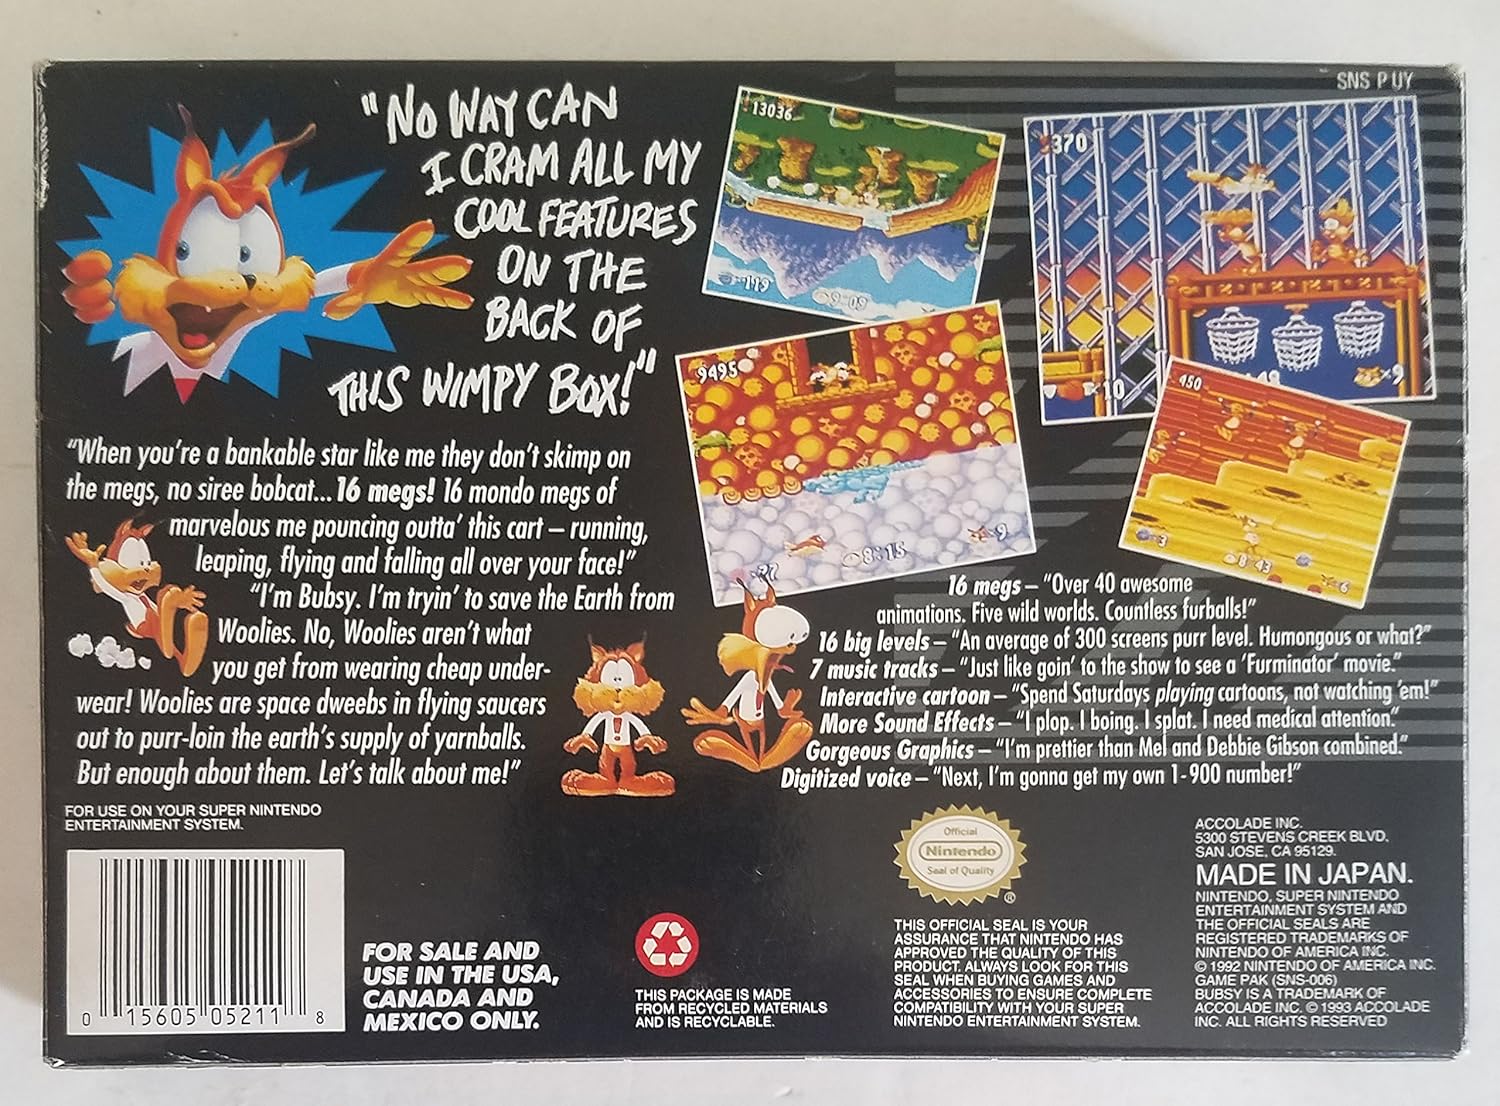 SNS P UY
"NO WAY CAN
I CRAM ALL MY
COOL FEATURES
ON THE
BACK OF
THIS WIMPY BOX!"
"When you're a bankable star like me they don't skimp on
the megs, no siree bobcat... 16 megs! 16 mondo megs of
marvelous me pouncing outta' this cart – running,
leaping, flying and falling all over your face!"
"I'm Bubsy. I'm tryin' to save the Earth from
Woolies. No, Woolies aren't what
you get from wearing cheap under-
wear! Woolies are space dweebs in flying saucers
out to purr-loin the earth's supply of yarnballs.
But enough about them. Let's talk about me!"
13036
119
9-09
370
×10
48
×9
9495
8:15
9
450
3
8:43
6
16 megs – "Over 40 awesome
animations. Five wild worlds. Countless furballs!"
16 big levels – "An average of 300 screens purr level. Humongous or what?"
7 music tracks – "Just like goin' to the show to see a 'Furminator' movie."
Interactive cartoon – "Spend Saturdays playing cartoons, not watching 'em!"
More Sound Effects – "I plop. I boing. I splat. I need medical attention."
Gorgeous Graphics – "I'm prettier than Mel and Debbie Gibson combined."
Digitized voice – "Next, I'm gonna get my own 1-900 number!"
FOR USE ON YOUR SUPER NINTENDO
ENTERTAINMENT SYSTEM.
0 15605 05211 8
FOR SALE AND
USE IN THE USA,
CANADA AND
MEXICO ONLY.
THIS PACKAGE IS MADE
FROM RECYCLED MATERIALS
AND IS RECYCLABLE.
Official
Nintendo
Seal of Quality
®
THIS OFFICIAL SEAL IS YOUR
ASSURANCE THAT NINTENDO HAS
APPROVED THE QUALITY OF THIS
PRODUCT. ALWAYS LOOK FOR THIS
SEAL WHEN BUYING GAMES AND
ACCESSORIES TO ENSURE COMPLETE
COMPATIBILITY WITH YOUR SUPER
NINTENDO ENTERTAINMENT SYSTEM.
ACCOLADE INC.
5300 STEVENS CREEK BLVD.
SAN JOSE, CA 95129.
MADE IN JAPAN.
NINTENDO, SUPER NINTENDO
ENTERTAINMENT SYSTEM AND
THE OFFICIAL SEALS ARE
REGISTERED TRADEMARKS OF
NINTENDO OF AMERICA INC.
© 1992 NINTENDO OF AMERICA INC.
GAME PAK (SNS-006)
BUBSY IS A TRADEMARK OF
ACCOLADE INC. © 1993 ACCOLADE
INC. ALL RIGHTS RESERVED